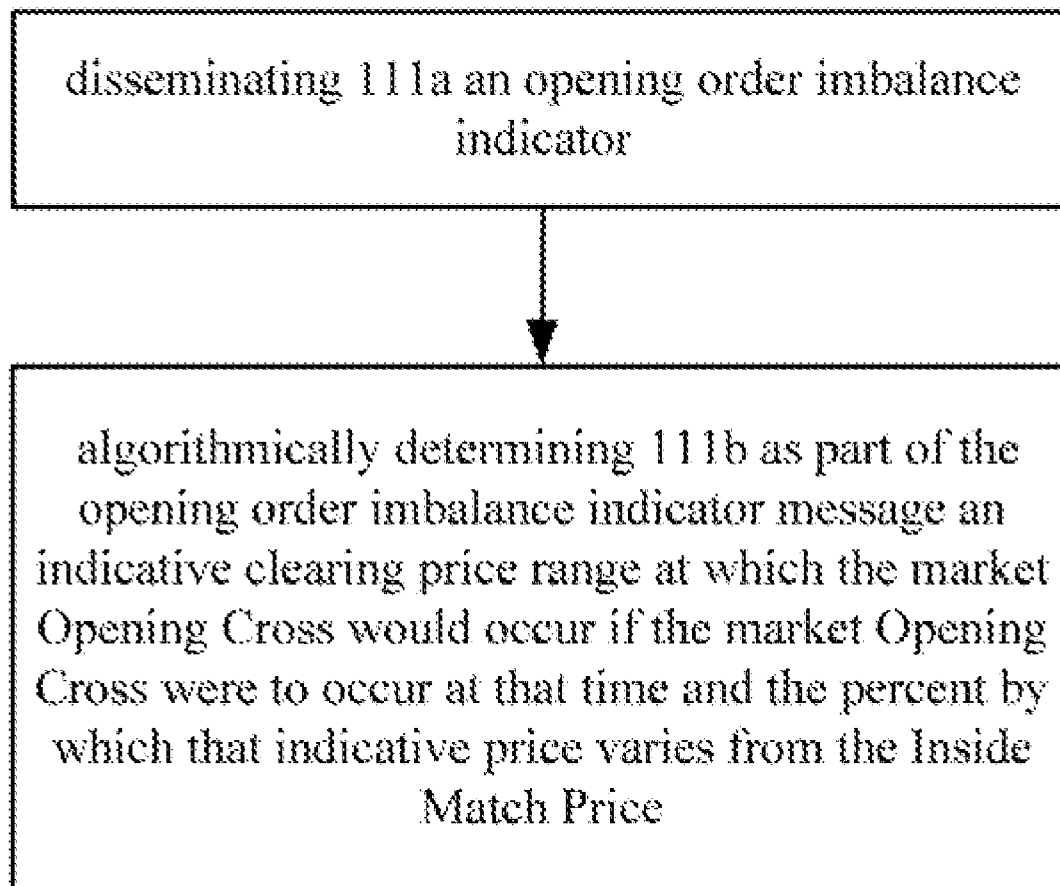 disseminating 111a an opening order imbalance
indicator
algorithmically determining 111b as part of the
opening order imbalance indicator message an
indicative clearing price range at which the market
Opening Cross would occur if the market Opening
Cross were to occur at that time and the percent by
which that indicative price varies from the Inside
Match Price